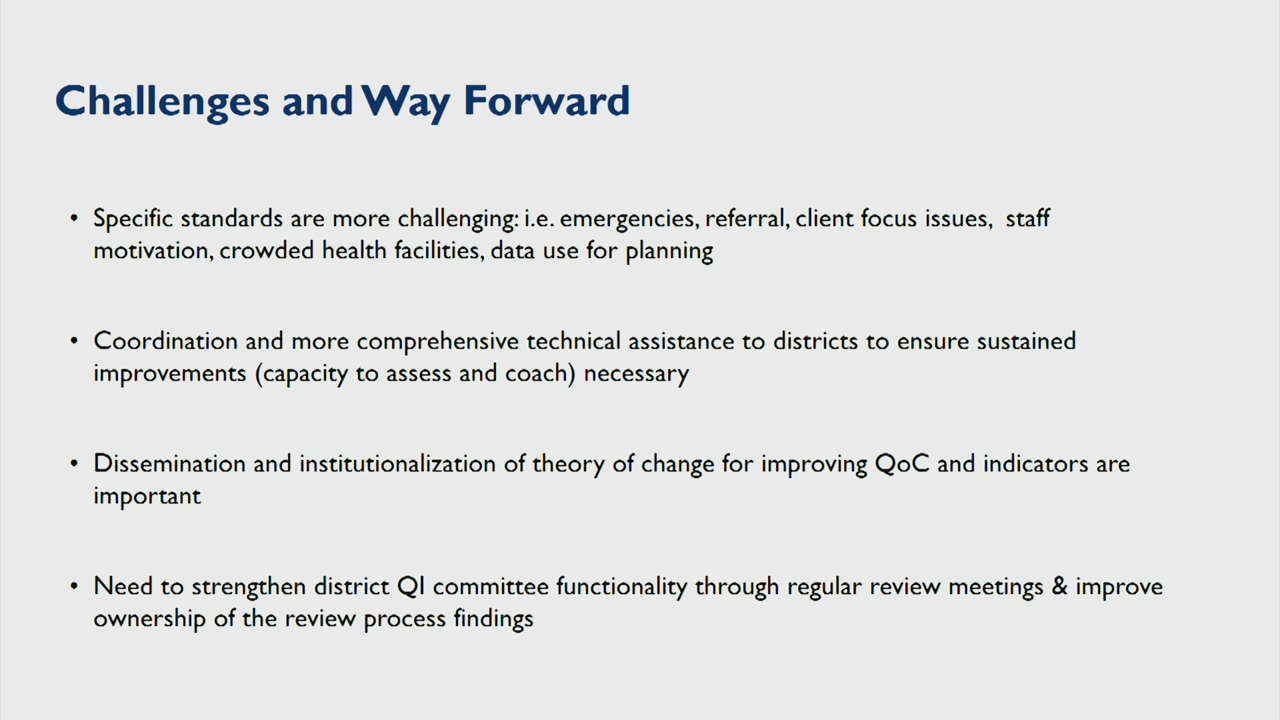 Challenges and Way Forward
• Specific standards are more challenging: i.e. emergencies, referral, client focus issues,  staff
motivation, crowded health facilities, data use for planning
• Coordination and more comprehensive technical assistance to districts to ensure sustained
improvements (capacity to assess and coach) necessary
• Dissemination and institutionalization of theory of change for improving QoC and indicators are
important
• Need to strengthen district QI committee functionality through regular review meetings & improve
ownership of the review process findings